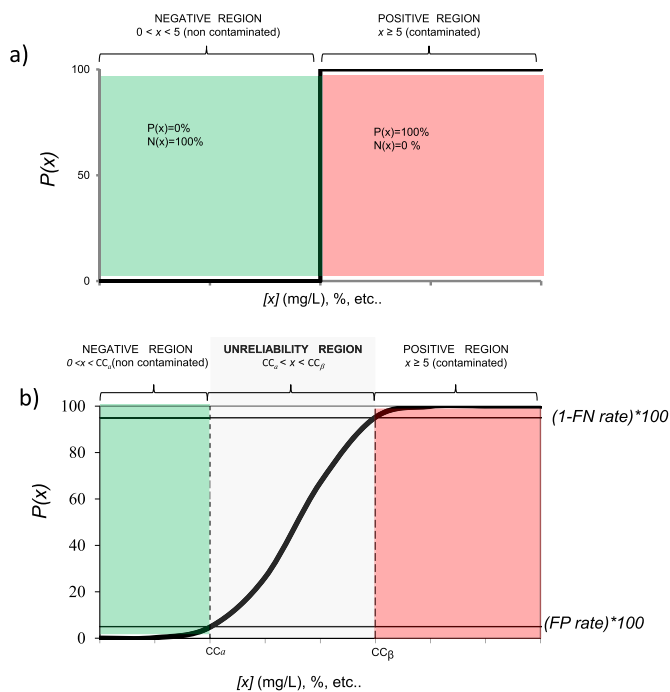 NEGATIVE REGION
0 < x < 5 (non contaminated)
POSITIVE REGION
x ≥ 5 (contaminated)
a)
100
50
0
P(x)
P(x)=0%
N(x)=100%
P(x)=100%
N(x)=0 %
[x] (mg/L), %, etc..
NEGATIVE REGION
0 <x < CCα(non contaminated)
UNRELIABILITY REGION
CCα < x < CCβ
POSITIVE REGION
x ≥ 5 (contaminated)
b)
100
80
60
40
20
0
P(x)
(1-FN rate)*100
(FP rate)*100
CCα
CCβ
[x] (mg/L), %, etc..